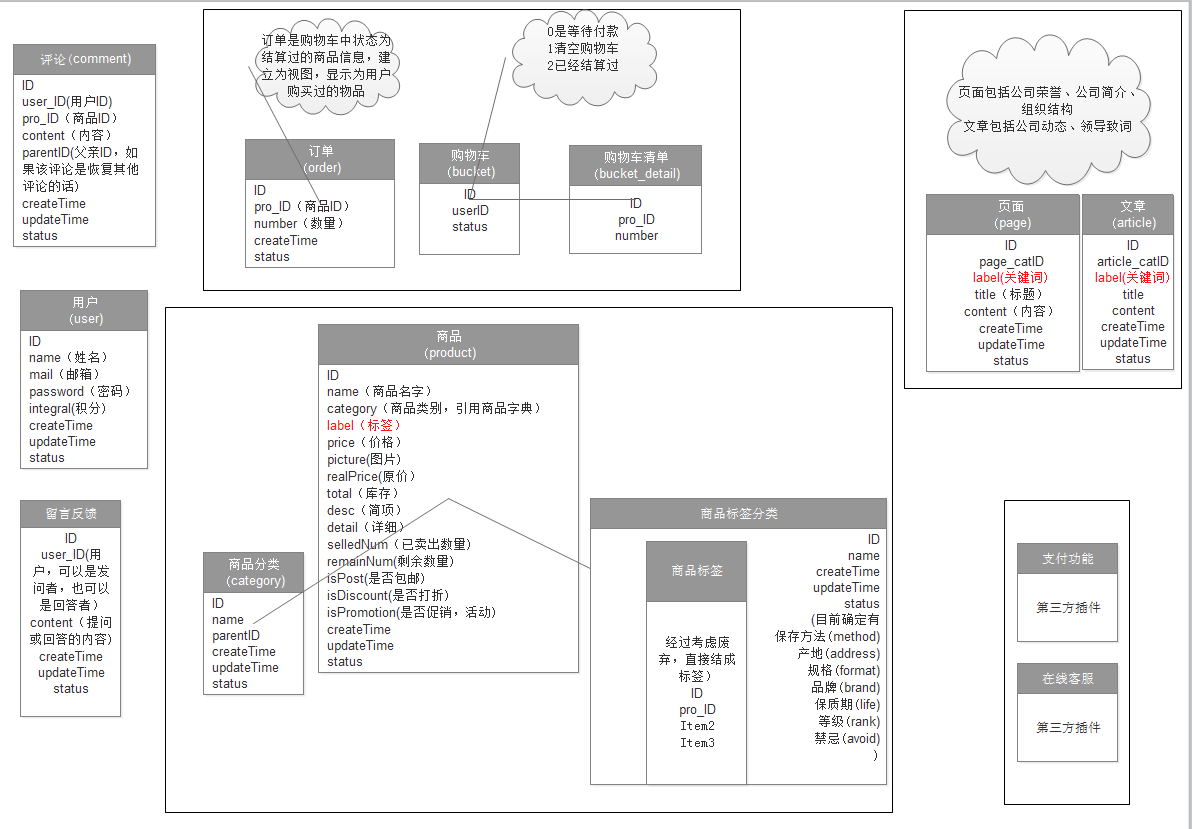 评论(comment)
ID
user_ID(用户ID)
pro_ID（商品ID）
content（内容）
parentID(父亲ID，如
果该评论是恢复其他
评论的话)
createTime
updateTime
status
订单是购物车中状态为
结算过的商品信息，建
立为视图，显示为用户
购买过的物品
0是等待付款
1清空购物车
2已经结算过
订单
(order)
ID
pro_ID（商品ID）
number（数量）
createTime
status
购物车
(bucket)
ID
userID
status
购物车清单
(bucket_detail)
ID
pro_ID
number
页面包括公司荣誉、公司简介、
组织结构
文章包括公司动态、领导致词
页面
(page)
ID
page_catID
label(关键词)
title（标题）
content（内容）
createTime
updateTime
status
文章
(article)
ID
article_catID
label(关键词)
title
content
createTime
updateTime
status
用户
(user)
ID
name（姓名）
mail（邮箱）
password（密码）
integral(积分)
createTime
updateTime
status
商品
(product)
ID
name（商品名字）
category（商品类别，引用商品字典）
label（标签）
price（价格）
picture(图片)
realPrice(原价）
total（库存）
desc（简项）
detail（详细）
selledNum（已卖出数量）
remainNum(剩余数量)
isPost(是否包邮)
isDiscount(是否打折)
isPromotion(是否促销，活动)
createTime
updateTime
status
留言反馈
ID
user_ID(用
户，可以是发
问者，也可以
是回答者)
content（提问
或回答的内容)
createTime
updateTime
status
商品分类
(category)
ID
name
parentID
createTime
updateTime
status
商品标签分类
ID
name
createTime
updateTime
status
(目前确定有
保存方法(method)
产地(address)
规格(format)
品牌(brand)
保质期(life)
等级(rank)
禁忌(avoid)
)
商品标签
经过考虑废
弃，直接结成
标签）
ID
pro_ID
Item2
Item3
支付功能
第三方插件
在线客服
第三方插件